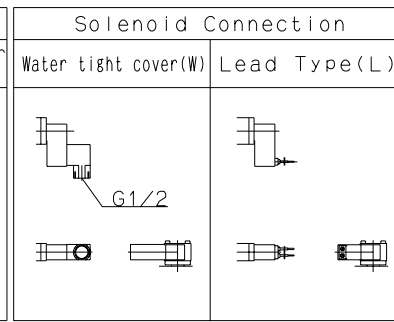 Solenoid Connection
Water tight cover(W)
Lead Type(L)
G1/2